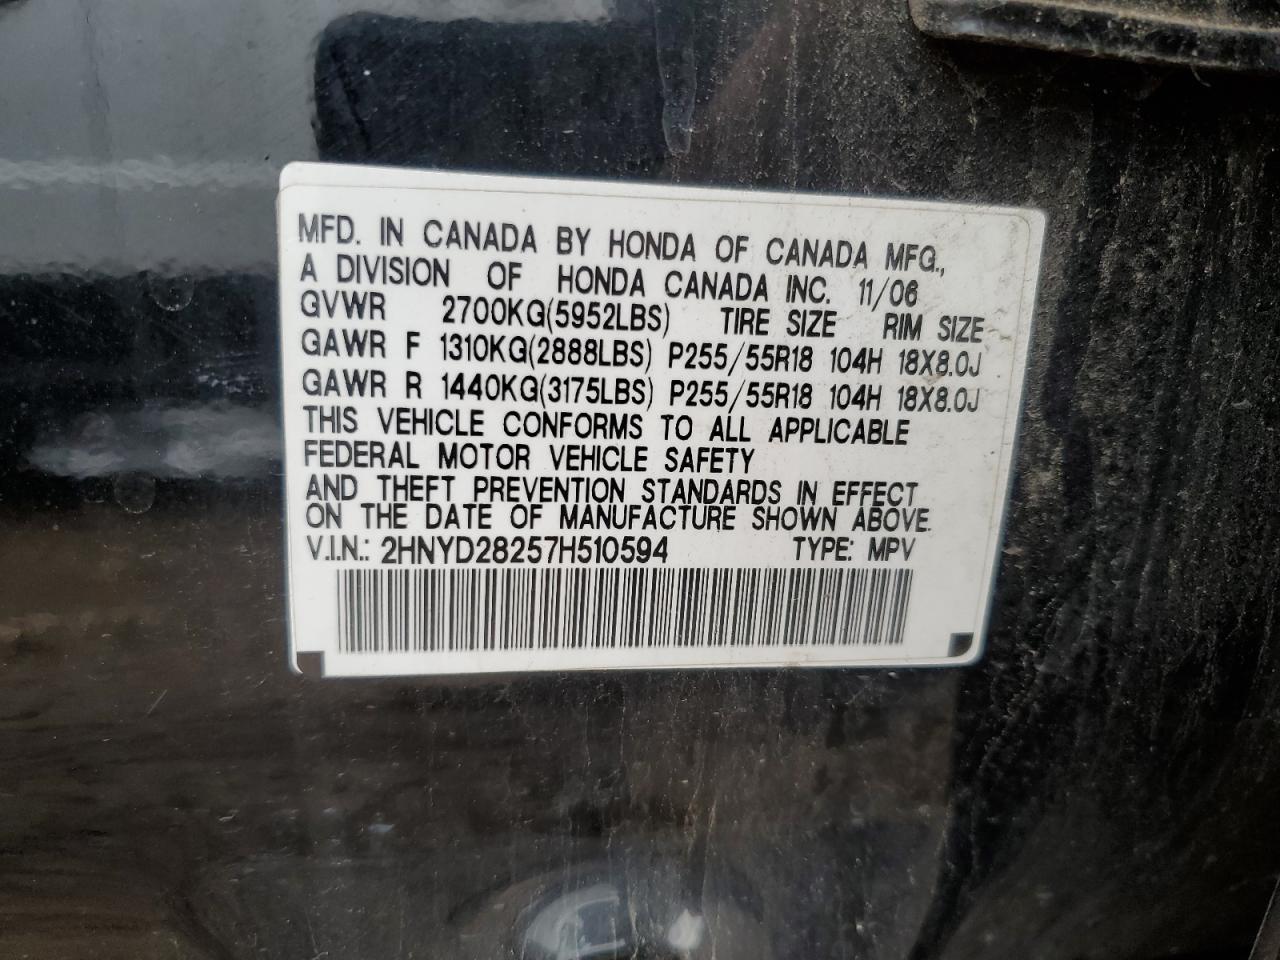 MFD. IN CANADA BY HONDA OF CANADA MFG.,
A DIVISION OF HONDA CANADA INC. 11/06
GVWR 2700KG(5952LBS) TIRE SIZE RIM SIZE
GAWR F 1310KG(2888LBS) P255/55R18 104H 18X8.0J
GAWR R 1440KG(3175LBS) P255/55R18 104H 18X8.0J
THIS VEHICLE CONFORMS TO ALL APPLICABLE
FEDERAL MOTOR VEHICLE SAFETY
AND THEFT PREVENTION STANDARDS IN EFFECT
ON THE DATE OF MANUFACTURE SHOWN ABOVE.
V.I.N.: 2HNYD28257H510594 TYPE: MPV